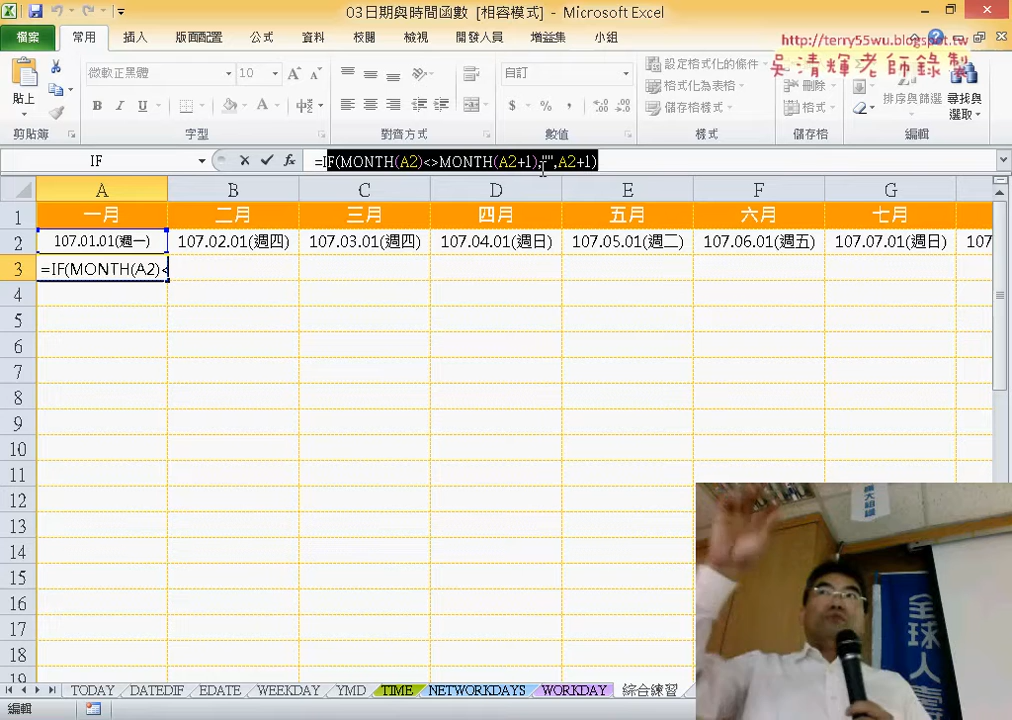 03日期與時間函數 [相容模式] - Microsoft Excel
http://terry55wu.blogspot.tw
吳清輝老師錄製
檔案 常用 插入 版面配置 公式 資料 校閱 檢視 開發人員 增益集 小組
貼上
微軟正黑體 10
自訂
設定格式化的條件
格式化為表格
儲存格樣式
刪除
格式
排序與篩選
尋找與
選取
剪貼簿 字型 對齊方式 數值 樣式 儲存格 編輯
IF
=IF(MONTH(A2)<>MONTH(A2+1),"",A2+1)
A B C D E F G
1 一月 二月 三月 四月 五月 六月 七月
2 107.01.01(週一) 107.02.01(週四) 107.03.01(週四) 107.04.01(週日) 107.05.01(週二) 107.06.01(週五) 107.07.01(週日) 107
3 =IF(MONTH(A2)<
4
5
6
7
8
9
10
11
12
13
14
15
16
17
18
19
全球人壽
TODAY DATEDIF EDATE WEEKDAY YMD TIME NETWORKDAYS WORKDAY 綜合練習
編輯